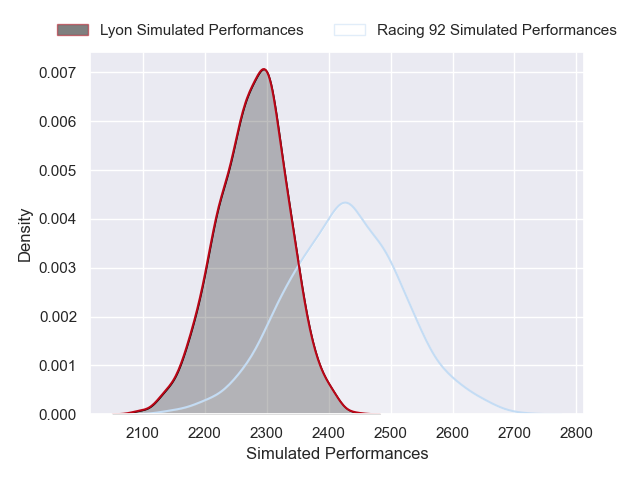 Lyon Simulated Performances Racing 92 Simulated Performances
0.007
0.006
0.005
0.004
0.003
0.002
0.001
0.000
Density
2100 2200 2300 2400 2500 2600 2700 2800
Simulated Performances